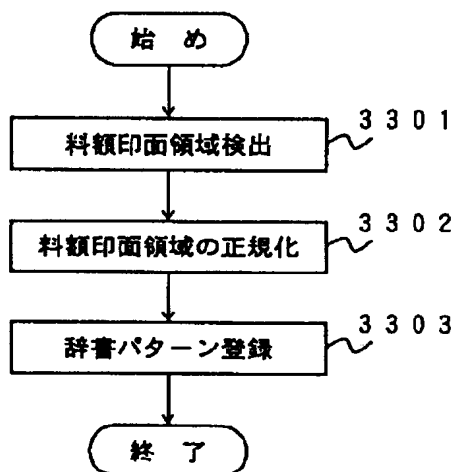 始 め
料額印面領域検出
3301
料額印面領域の正規化
3302
辞書パターン登録
3303
終 了